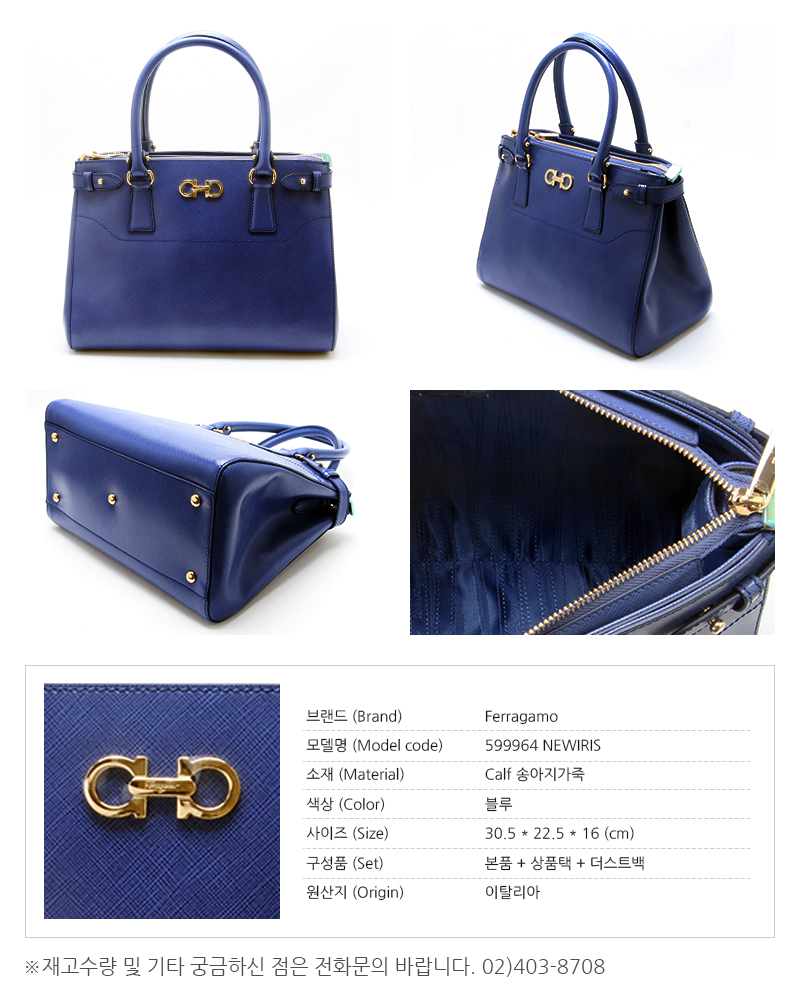 브랜드 (Brand) Ferragamo
모델명 (Model code) 599964 NEWIRIS
소재 (Material) Calf 송아지가죽
색상 (Color) 블루
사이즈 (Size) 30.5 * 22.5 * 16 (cm)
구성품 (Set) 본품 + 상품택 + 더스트백
원산지 (Origin) 이탈리아
※재고수량 및 기타 궁금하신 점은 전화문의 바랍니다. 02)403-8708